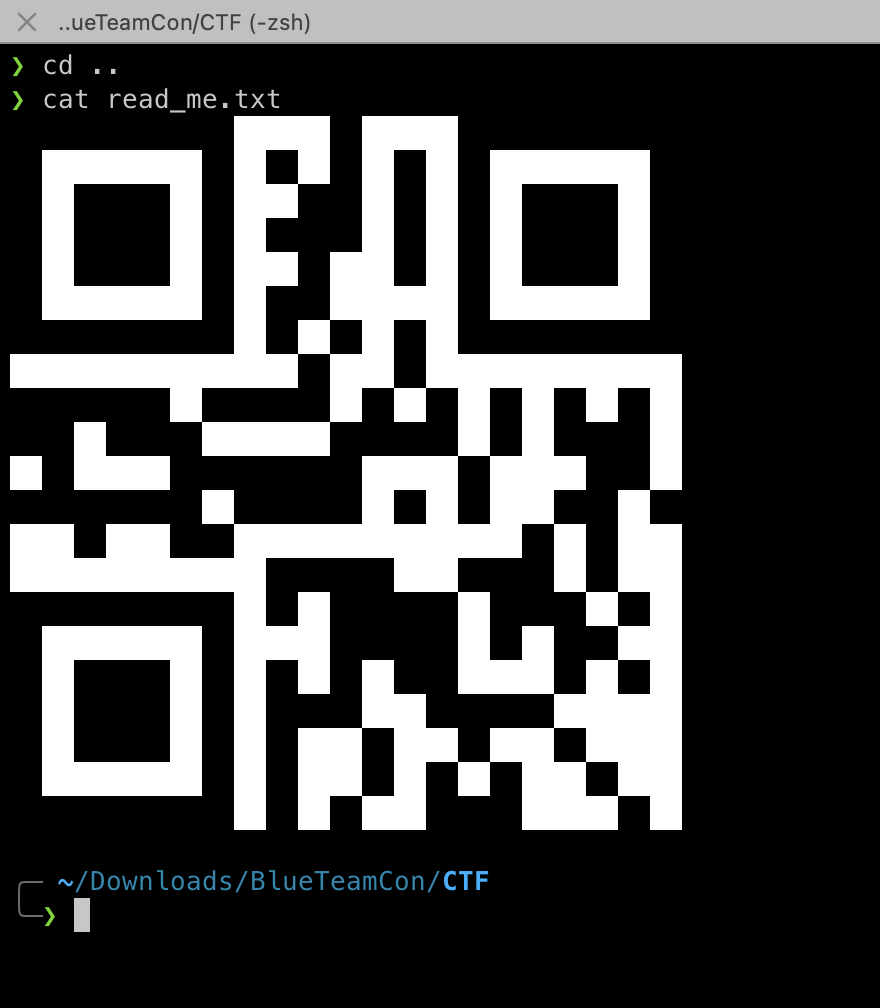 ..ueTeamCon/CTF (-zsh)
❯ cd ..
❯ cat read_me.txt
~/Downloads/BlueTeamCon/CTF
❯